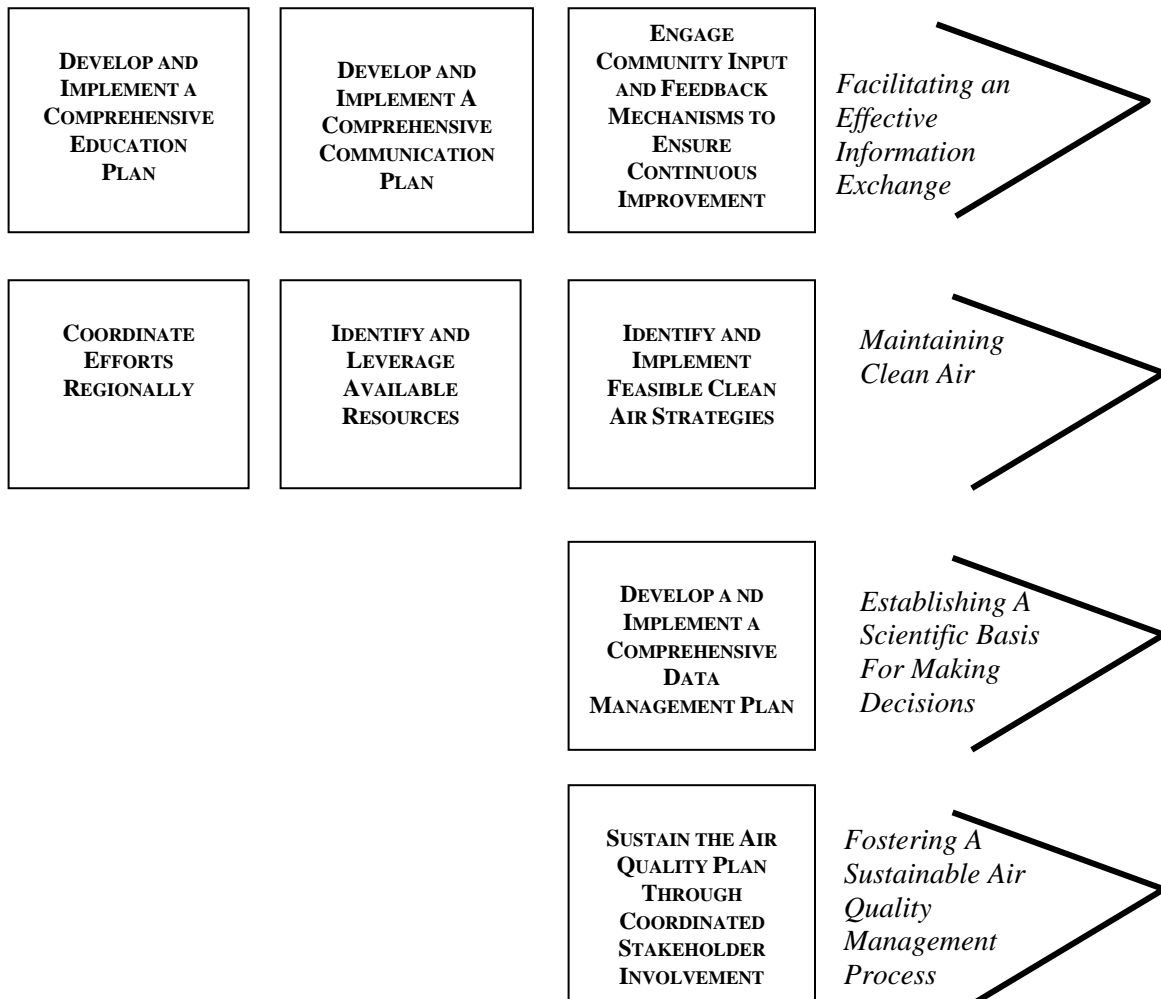 DEVELOP AND
IMPLEMENT A
COMPREHENSIVE
EDUCATION
PLAN
DEVELOP AND
IMPLEMENT A
COMPREHENSIVE
COMMUNICATION
PLAN
ENGAGE
COMMUNITY INPUT
AND FEEDBACK
MECHANISMS TO
ENSURE
CONTINUOUS
IMPROVEMENT
Facilitating an
Effective
Information
Exchange
COORDINATE
EFFORTS
REGIONALLY
IDENTIFY AND
LEVERAGE
AVAILABLE
RESOURCES
IDENTIFY AND
IMPLEMENT
FEASIBLE CLEAN
AIR STRATEGIES
Maintaining
Clean Air
DEVELOP A ND
IMPLEMENT A
COMPREHENSIVE
DATA
MANAGEMENT PLAN
Establishing A
Scientific Basis
For Making
Decisions
SUSTAIN THE AIR
QUALITY PLAN
THROUGH
COORDINATED
STAKEHOLDER
INVOLVEMENT
Fostering A
Sustainable Air
Quality
Management
Process